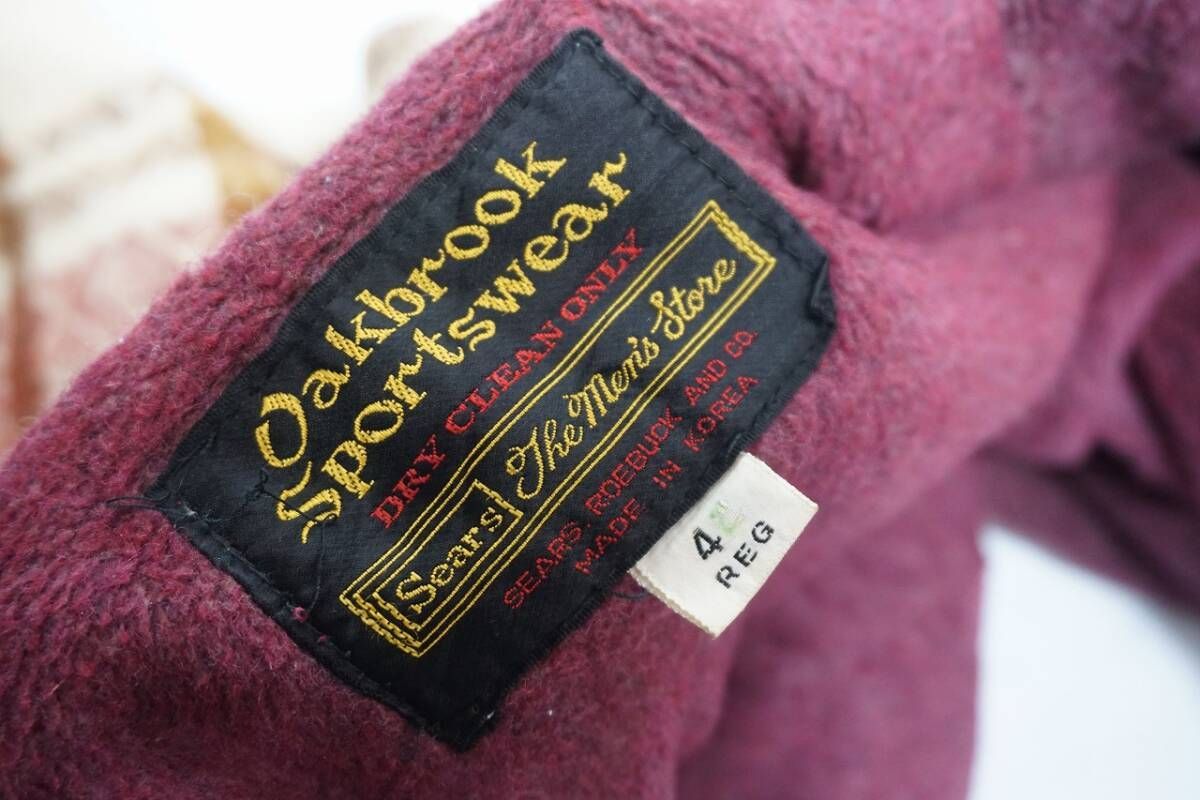 Oakbrook
Sportswear
DRY CLEAN ONLY
Sears The Men's Store
SEARS, ROEBUCK AND CO.
MADE IN KOREA
REG